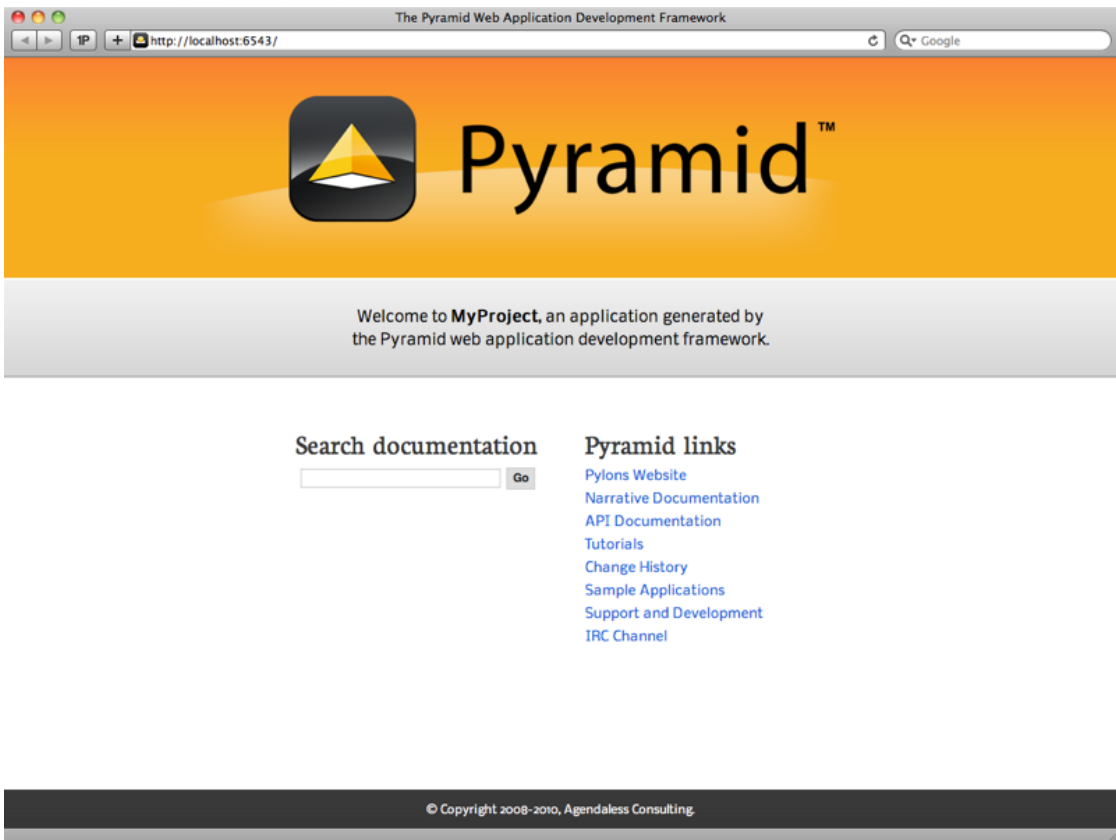 The Pyramid Web Application Development Framework
1P + http://localhost:6543/ Google
Pyramid™
Welcome to MyProject, an application generated by
the Pyramid web application development framework.
Search documentation
Go
Pyramid links
Pylons Website
Narrative Documentation
API Documentation
Tutorials
Change History
Sample Applications
Support and Development
IRC Channel
© Copyright 2008-2010, Agendaless Consulting.